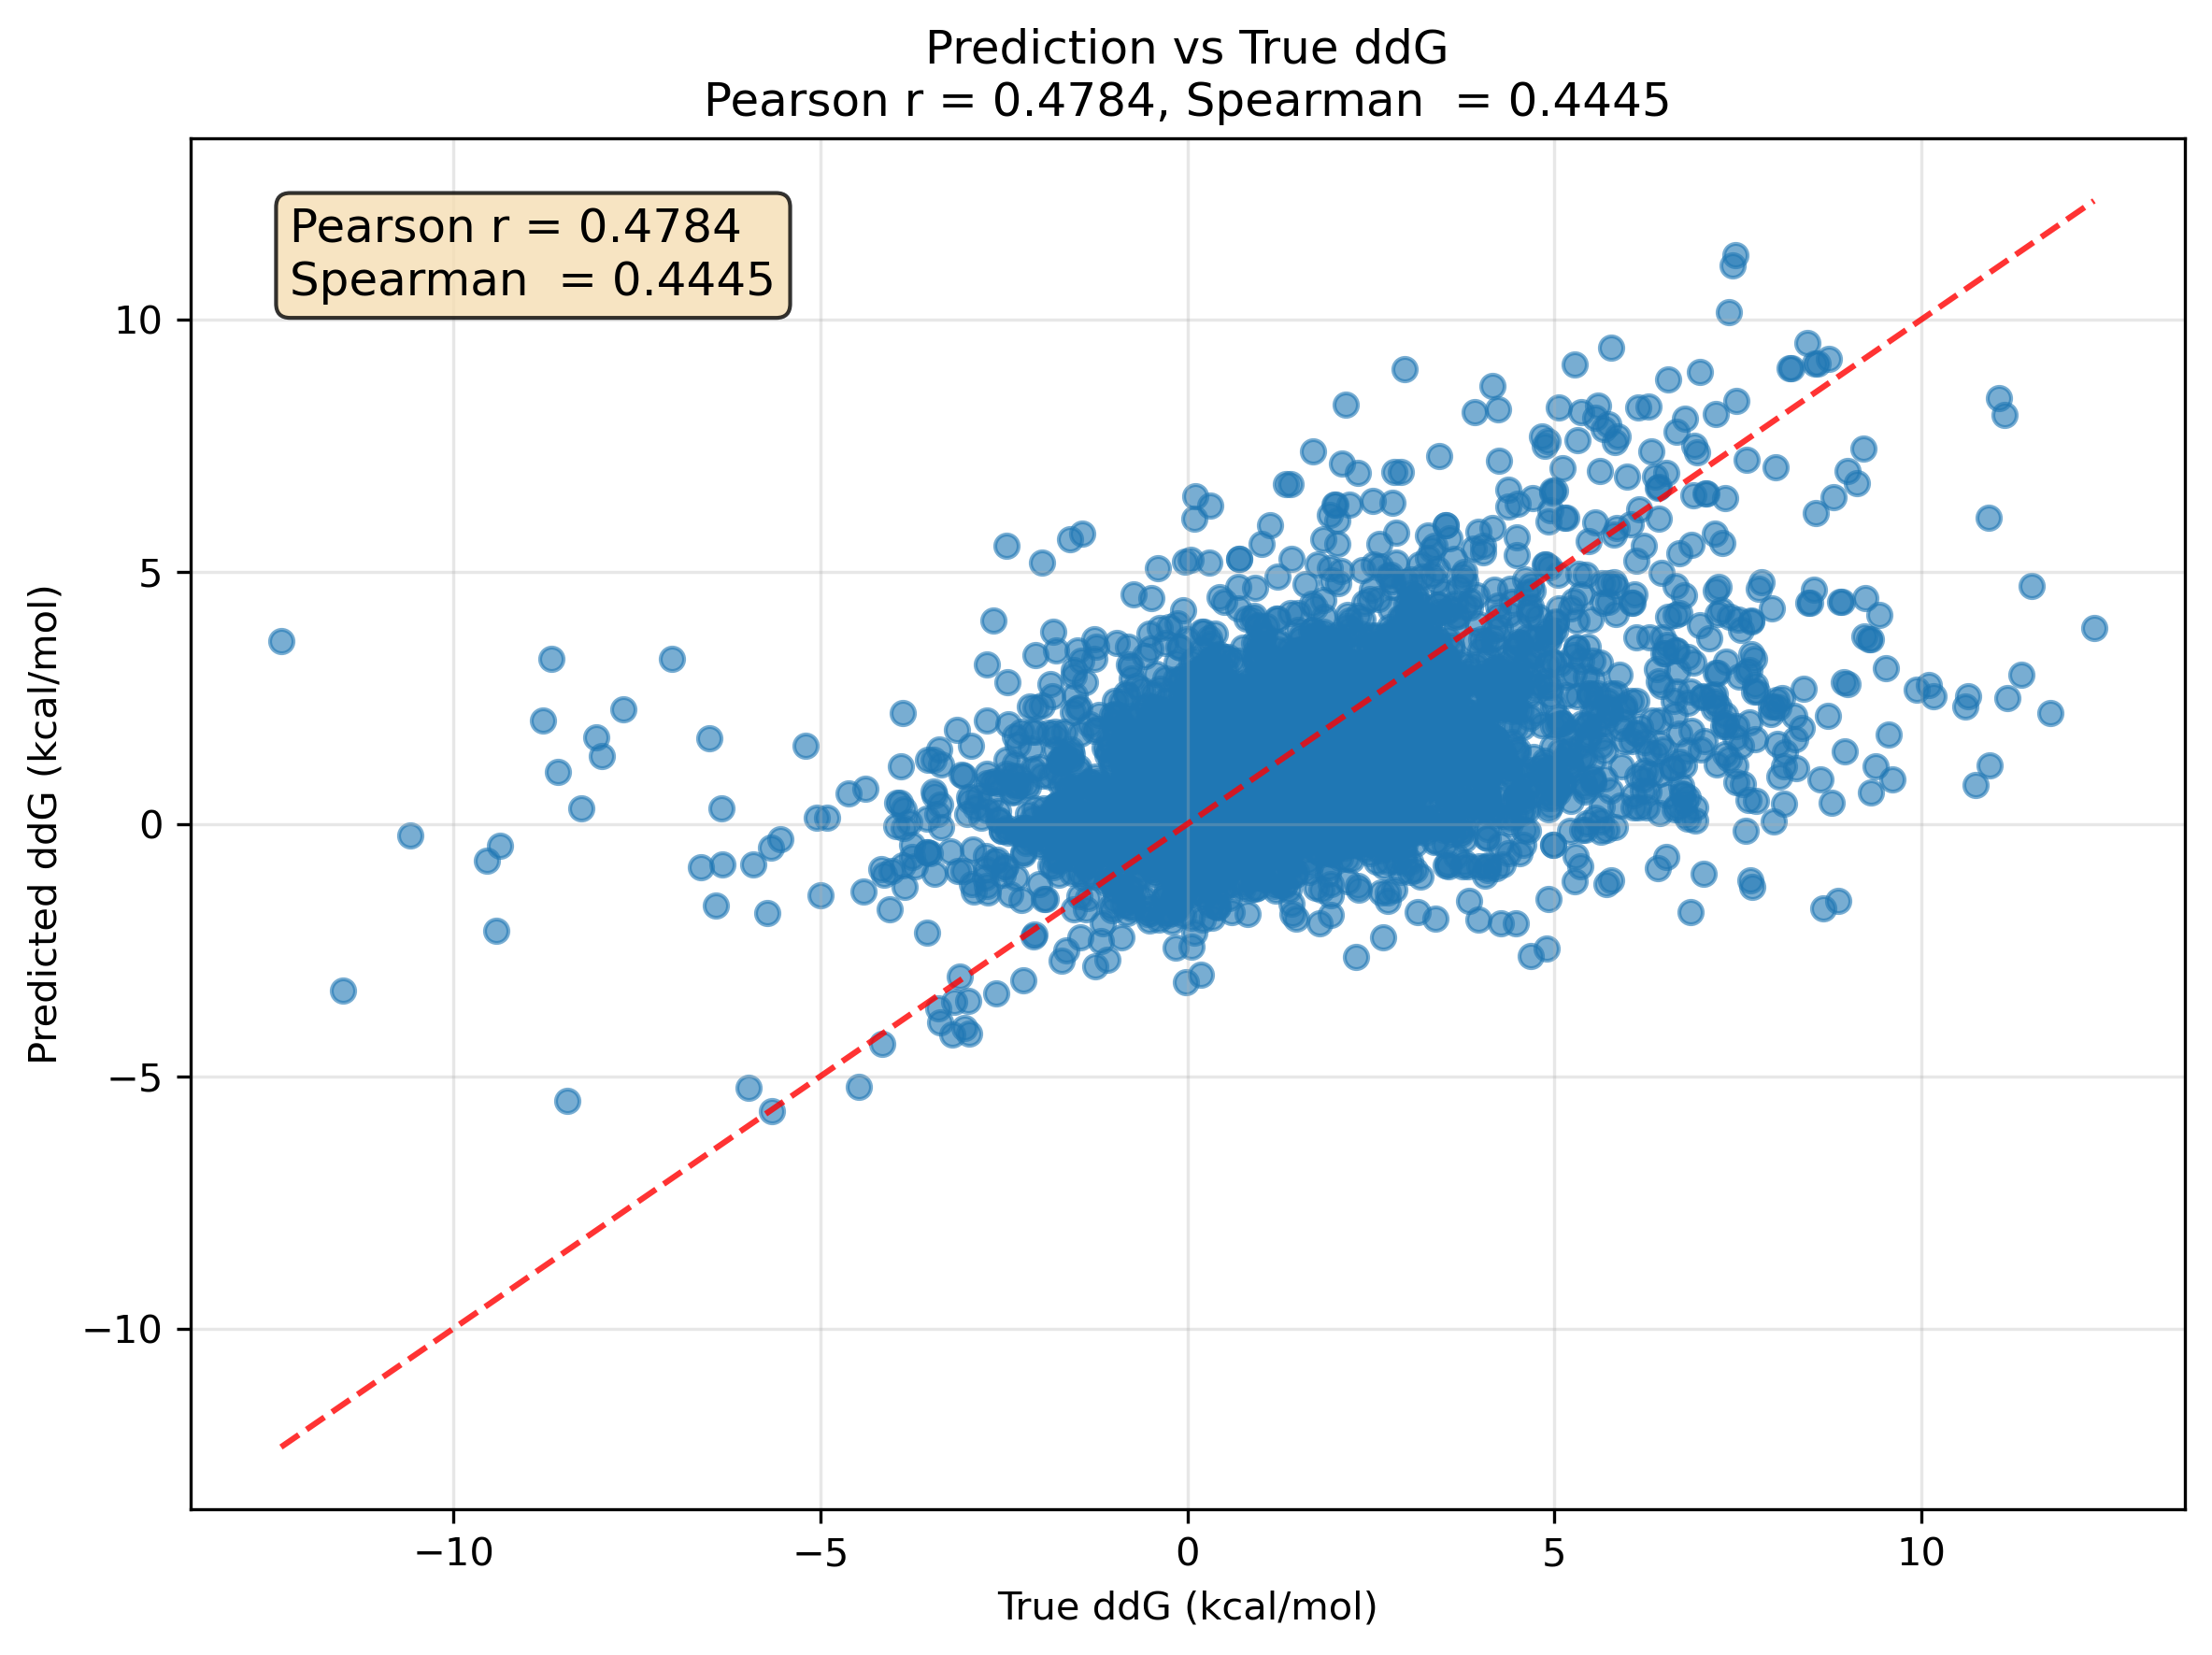 Prediction vs True ddG
Pearson r = 0.4784, Spearman  = 0.4445
Pearson r = 0.4784
Spearman  = 0.4445
10
5
0
−5
−10
Predicted ddG (kcal/mol)
−10
−5
0
5
10
True ddG (kcal/mol)